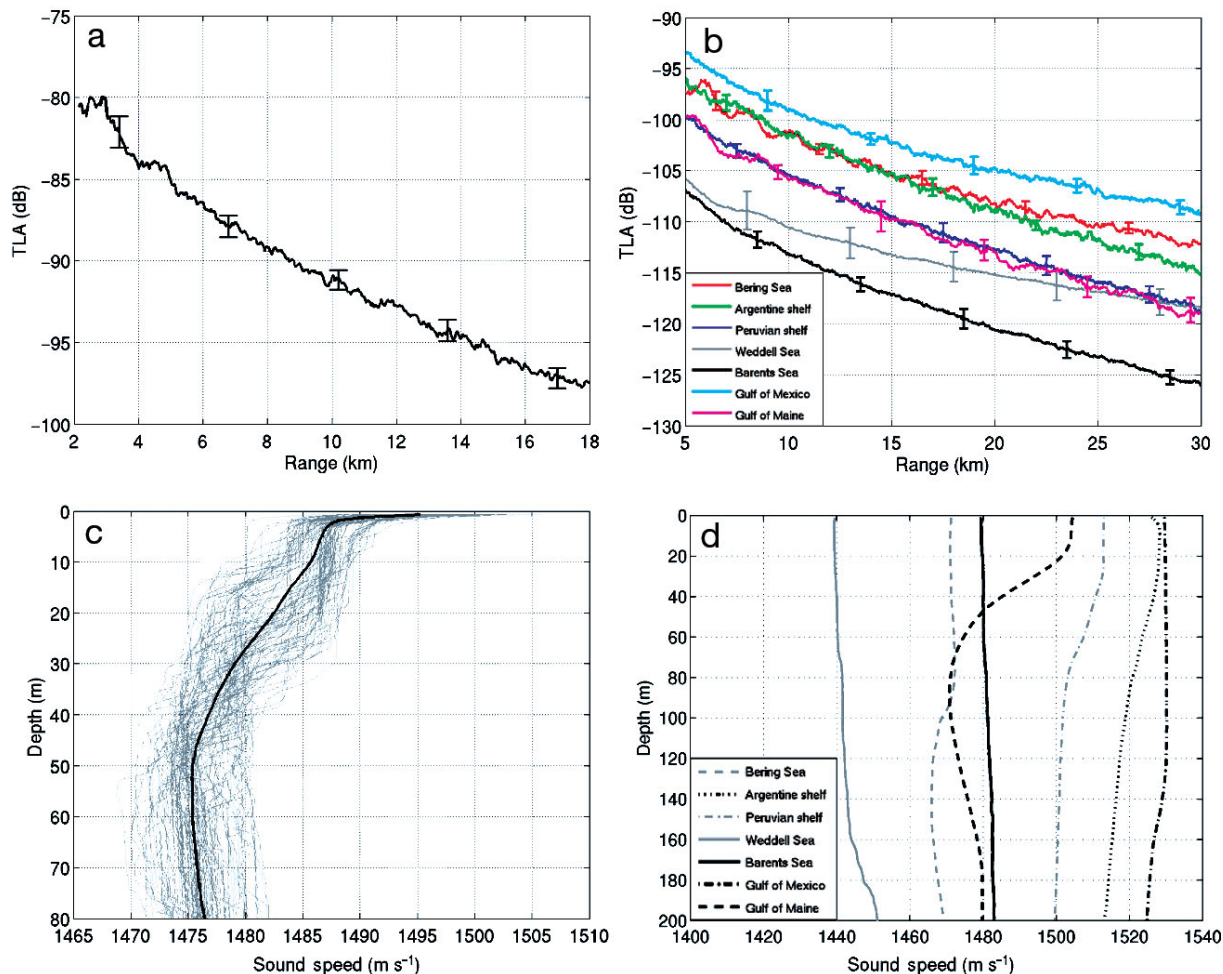 a
−75
−80
−85
−90
−95
−100
TLA (dB)
2 4 6 8 10 12 14 16 18
Range (km)
b
−90
−95
−100
−105
−110
−115
−120
−125
−130
TLA (dB)
Bering Sea
Argentine shelf
Peruvian shelf
Weddell Sea
Barents Sea
Gulf of Mexico
Gulf of Maine
5 10 15 20 25 30
Range (km)
c
0
10
20
30
40
50
60
70
80
Depth (m)
1465 1470 1475 1480 1485 1490 1495 1500 1505 1510
Sound speed (m s⁻¹)
d
0
20
40
60
80
100
120
140
160
180
200
Depth (m)
Bering Sea
Argentine shelf
Peruvian shelf
Weddell Sea
Barents Sea
Gulf of Mexico
Gulf of Maine
1400 1420 1440 1460 1480 1500 1520 1540
Sound speed (m s⁻¹)